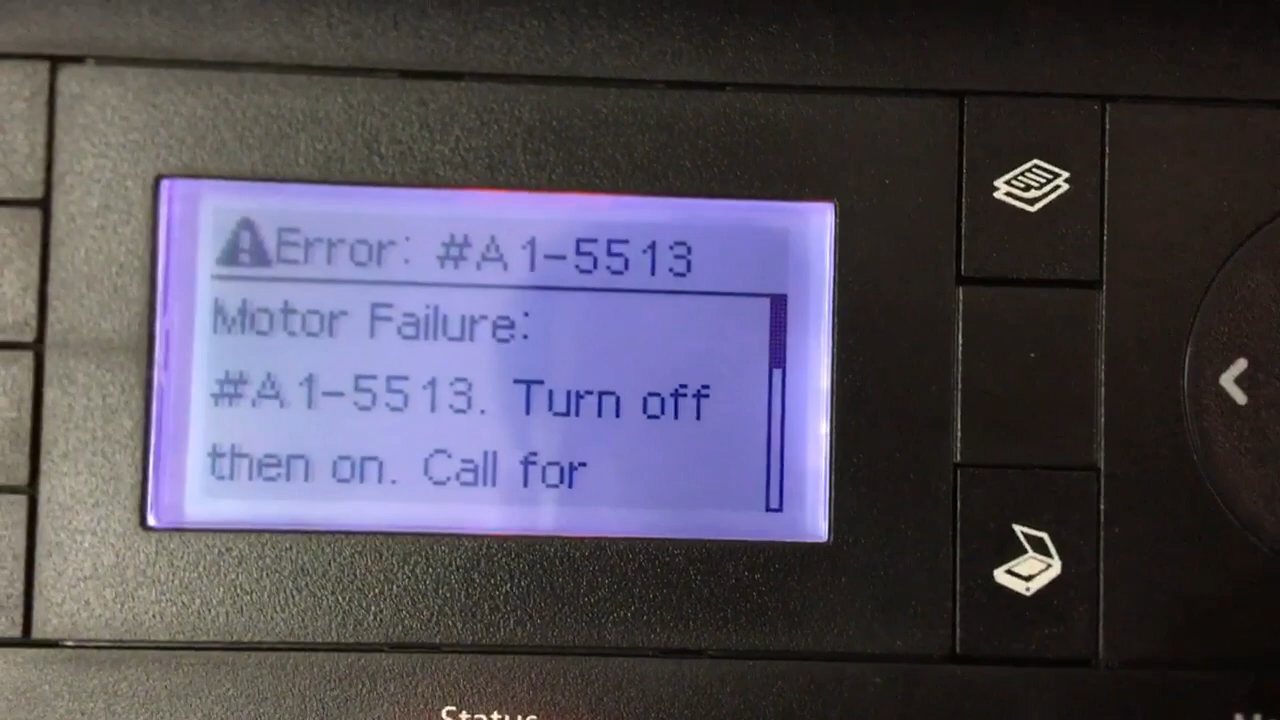 Error: #A1-5513
Motor Failure:
#A1-5513. Turn off
then on. Call for
Status